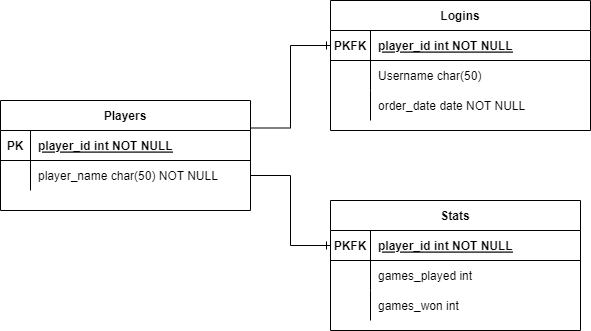 Logins
PKFK player_id int NOT NULL
Username char(50)
order_date date NOT NULL
Players
PK player_id int NOT NULL
player_name char(50) NOT NULL
Stats
PKFK player_id int NOT NULL
games_played int
games_won int